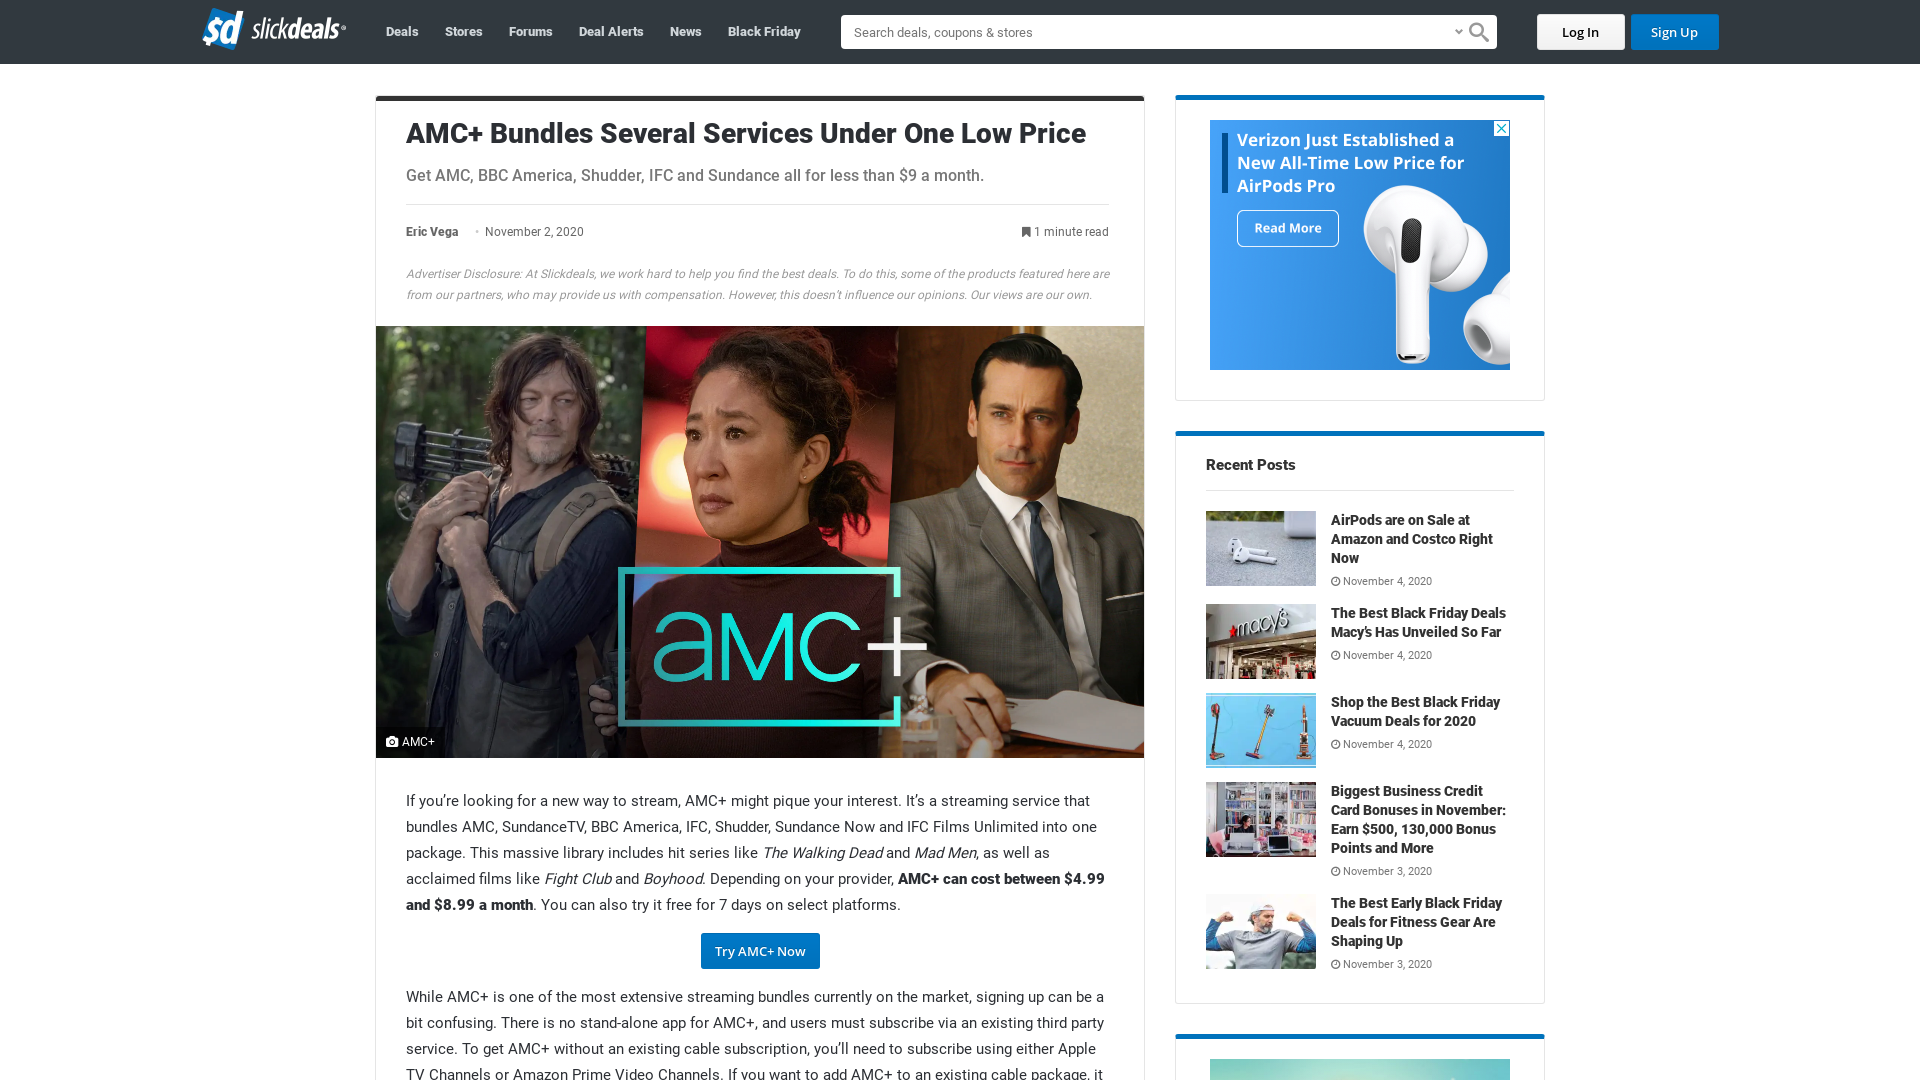 sd slickdeals
Deals
Stores
Forums
Deal Alerts
News
Black Friday
Search deals, coupons & stores
Log In
Sign Up
AMC+ Bundles Several Services Under One Low Price
Get AMC, BBC America, Shudder, IFC and Sundance all for less than $9 a month.
Eric Vega • November 2, 2020
1 minute read
Advertiser Disclosure: At Slickdeals, we work hard to help you find the best deals. To do this, some of the products featured here are
from our partners, who may provide us with compensation. However, this doesn’t influence our opinions. Our views are our own.
aMC+
AMC+
If you’re looking for a new way to stream, AMC+ might pique your interest. It’s a streaming service that
bundles AMC, SundanceTV, BBC America, IFC, Shudder, Sundance Now and IFC Films Unlimited into one
package. This massive library includes hit series like The Walking Dead and Mad Men, as well as
acclaimed films like Fight Club and Boyhood. Depending on your provider, AMC+ can cost between $4.99
and $8.99 a month. You can also try it free for 7 days on select platforms.
Try AMC+ Now
While AMC+ is one of the most extensive streaming bundles currently on the market, signing up can be a
bit confusing. There is no stand-alone app for AMC+, and users must subscribe via an existing third party
service. To get AMC+ without an existing cable subscription, you’ll need to subscribe using either Apple
TV Channels or Amazon Prime Video Channels. If you want to add AMC+ to an existing cable package, it
Verizon Just Established a
New All-Time Low Price for
AirPods Pro
Read More
Recent Posts
AirPods are on Sale at
Amazon and Costco Right
Now
November 4, 2020
macy's
The Best Black Friday Deals
Macy’s Has Unveiled So Far
November 4, 2020
Shop the Best Black Friday
Vacuum Deals for 2020
November 4, 2020
Biggest Business Credit
Card Bonuses in November:
Earn $500, 130,000 Bonus
Points and More
November 3, 2020
The Best Early Black Friday
Deals for Fitness Gear Are
Shaping Up
November 3, 2020